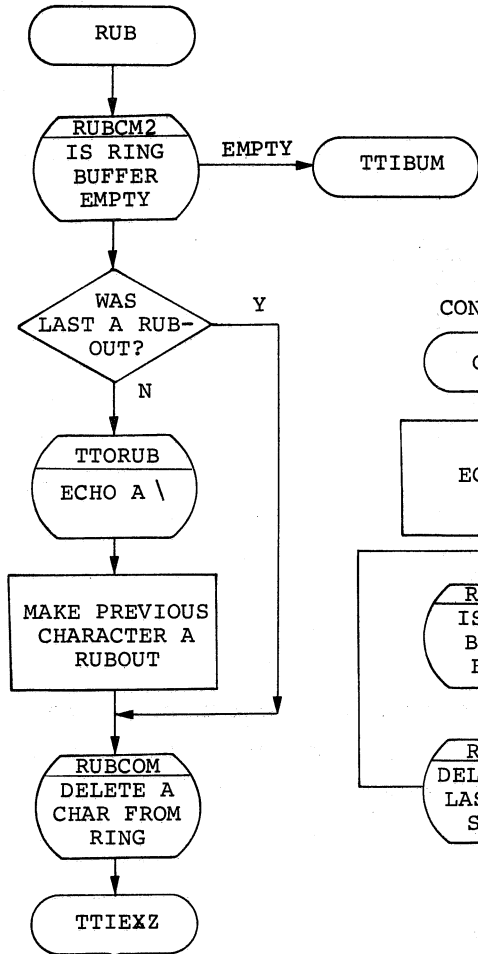 RUB
RUBCM2
IS RING
BUFFER
EMPTY
EMPTY
TTIBUM
WAS
LAST A RUB-
OUT?
Y
N
TTORUB
ECHO A \
MAKE PREVIOUS
CHARACTER A
RUBOUT
RUBCOM
DELETE A
CHAR FROM
RING
TTIEXZ
CON
C
EC
R
IS
B
E
R
DEL
LAS
S